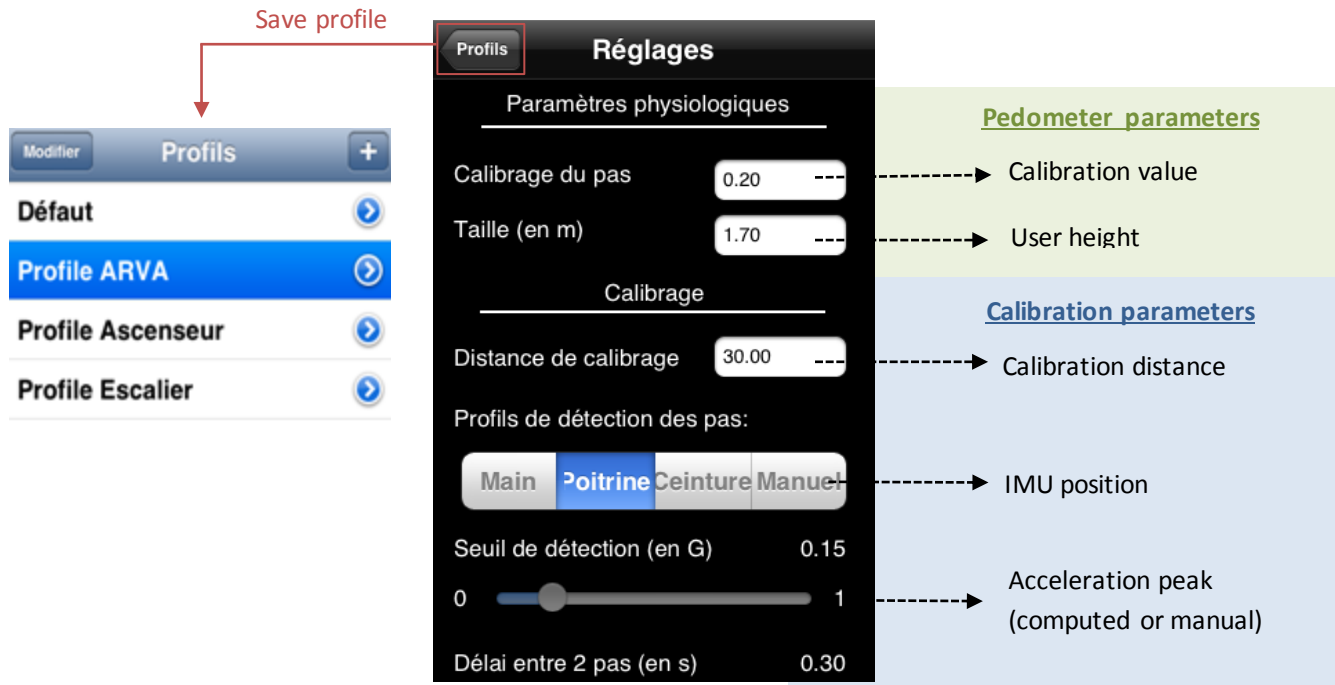 Save profile
Modifier
Profils
+
Défaut
Profile ARVA
Profile Ascenseur
Profile Escalier
Profils
Réglages
Paramètres physiologiques
Calibrage du pas
0.20
Taille (en m)
1.70
Calibrage
Distance de calibrage
30.00
Profils de détection des pas:
Main
Poitrine
Ceinture
Manuel
Seuil de détection (en G)
0.15
0
1
Délai entre 2 pas (en s)
0.30
Pedometer parameters
Calibration value
User height
Calibration parameters
Calibration distance
IMU position
Acceleration peak
(computed or manual)